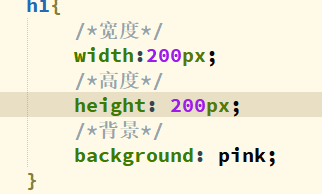 h1{
/*宽度*/
width:200px;
/*高度*/
height: 200px;
/*背景*/
background: pink;
}